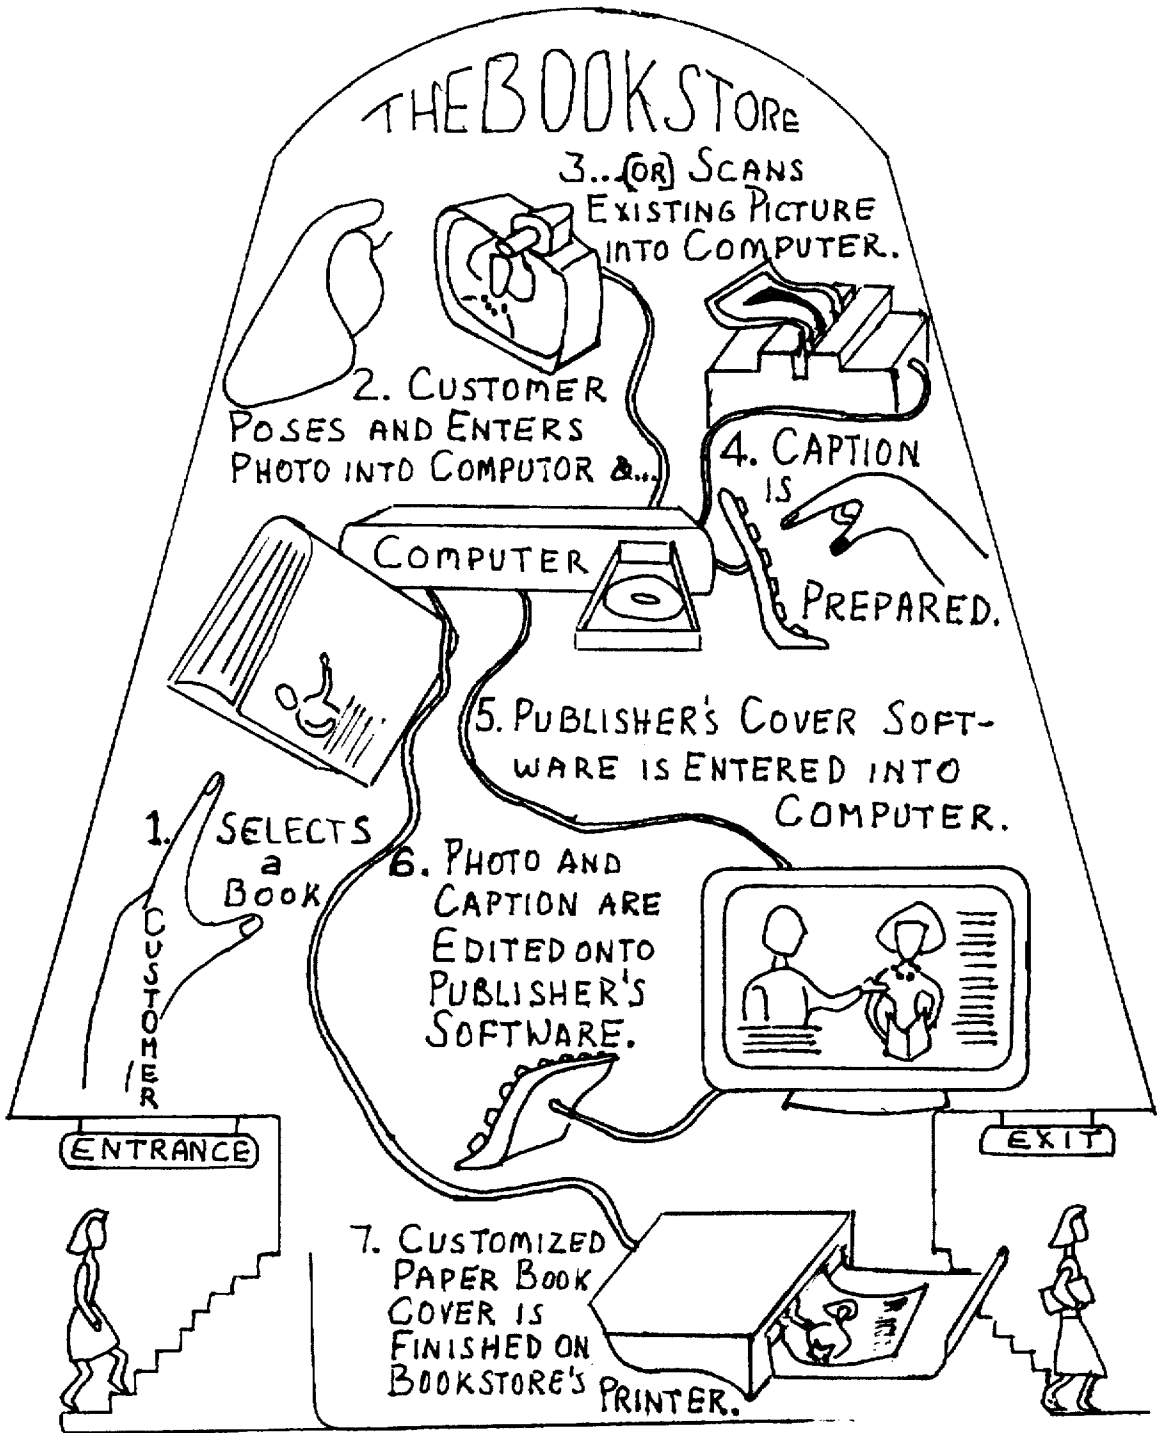 THE BOOKSTORE
3...(OR) SCANS
EXISTING PICTURE
INTO COMPUTER.
2. CUSTOMER
POSES AND ENTERS
PHOTO INTO COMPUTOR &...
4. CAPTION
IS
PREPARED.
COMPUTER
5. PUBLISHER'S COVER SOFT-
WARE IS ENTERED INTO
COMPUTER.
1. SELECTS
a
BOOK
CUSTOMER
6. PHOTO AND
CAPTION ARE
EDITED ONTO
PUBLISHER'S
SOFTWARE.
ENTRANCE
EXIT
7. CUSTOMIZED
PAPER BOOK
COVER IS
FINISHED ON
BOOKSTORE'S PRINTER.